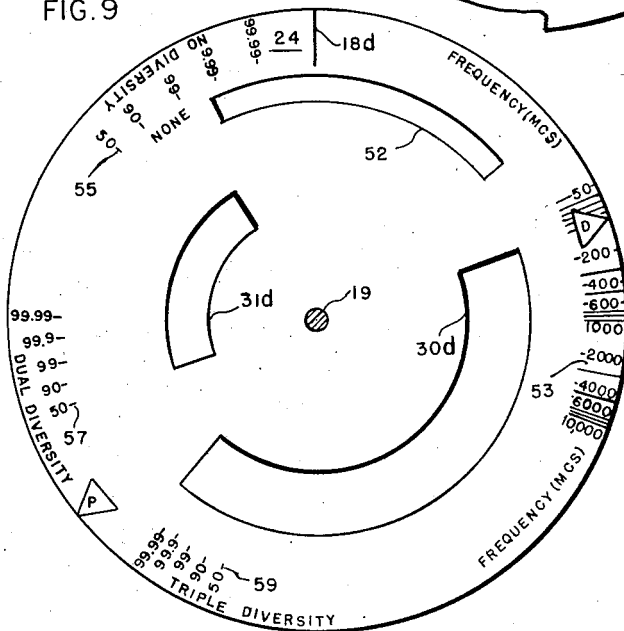 FIG. 9
99.99-
24
18d
NO DIVERSITY
99.9-
99-
90-
50-
NONE
55
52
FREQUENCY(MCS)
-50-
D
-200-
-400-
-600-
1000
-2000
-4000
6000
10,000
53
FREQUENCY(MCS)
31d
19
30d
99.99-
99.9-
99-
90-
50-
57
DUAL DIVERSITY
P
99.99-
99.9-
99-
90-
50-
59
TRIPLE DIVERSITY